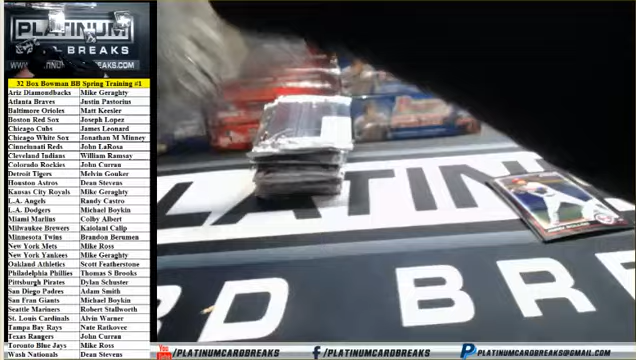 PLATINUM
BREAKS
32 Box Bowman BB Spring Training #1
Ariz Diamondbacks Mike Geraghty
Atlanta Braves Justin Pastorius
Baltimore Orioles Matt Keesler
Boston Red Sox Joseph Lopez
Chicago Cubs James Leonard
Chicago White Sox Jonathan M Minney
Cincinnati Reds John LaRosa
Cleveland Indians William Ramsay
Colorado Rockies John Curran
Detroit Tigers Melvin Gouker
Houston Astros Dean Stevens
Kansas City Royals Mike Geraghty
L.A. Angels Randy Castro
L.A. Dodgers Michael Boykin
Miami Marlins Colby Albert
Milwaukee Brewers Kaiolani Calip
Minnesota Twins Brandon Berumen
New York Mets Mike Ross
New York Yankees Mike Geraghty
Oakland Athletics Scott Featherstone
Philadelphia Phillies Thomas S Brooks
Pittsburg Pirates Dylan Schuster
San Diego Padres Adam Smith
San Fran Giants Michael Boykin
Seattle Mariners Robert Stallworth
St. Louis Cardinals Alvin Warner
Tampa Bay Rays Nate Ratkovec
Texas Rangers John Curran
Toronto Blue Jays Mike Ross
Wash Nationals Dean Stevens
LATIN
RD BRE
You Tube /PLATINUMCARDBREAKS f/PLATINUMCARDBREAKS P PLATINUMCARDBREAKS@GMAIL.COM